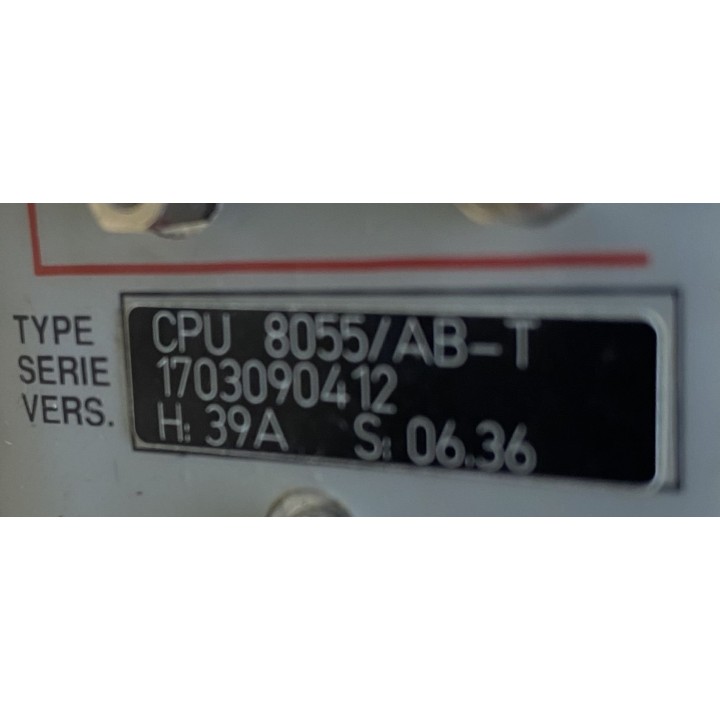 TYPE CPU 8055/AB-T
SERIE 1703090412
VERS. H: 39A S: 06.36